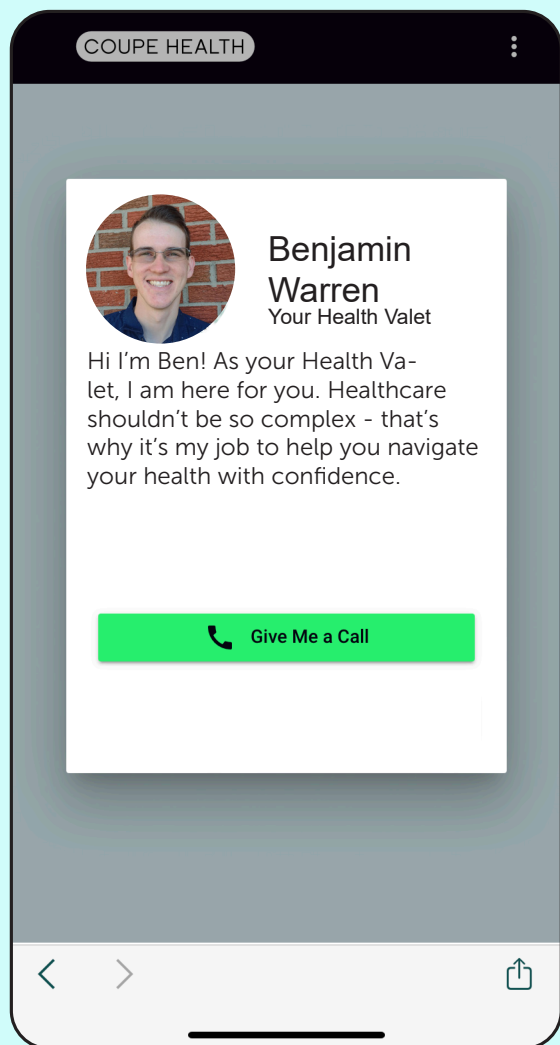 COUPE HEALTH
Benjamin
Warren
Your Health Valet
Hi I’m Ben! As your Health Va-
let, I am here for you. Healthcare
shouldn’t be so complex - that’s
why it’s my job to help you navigate
your health with confidence.
Give Me a Call